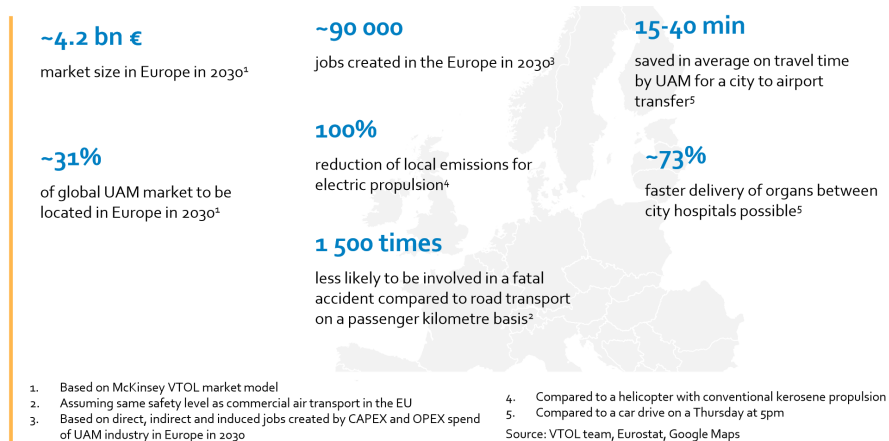 ~4.2 bn €
market size in Europe in 2030¹
~31%
of global UAM market to be
located in Europe in 2030¹
~90 000
jobs created in the Europe in 2030³
100%
reduction of local emissions for
electric propulsion⁴
1 500 times
less likely to be involved in a fatal
accident compared to road transport
on a passenger kilometre basis²
15-40 min
saved in average on travel time
by UAM for a city to airport
transfer⁵
~73%
faster delivery of organs between
city hospitals possible⁵
1. Based on McKinsey VTOL market model
2. Assuming same safety level as commercial air transport in the EU
3. Based on direct, indirect and induced jobs created by CAPEX and OPEX spend
of UAM industry in Europe in 2030
4. Compared to a helicopter with conventional kerosene propulsion
5. Compared to a car drive on a Thursday at 5pm
Source: VTOL team, Eurostat, Google Maps